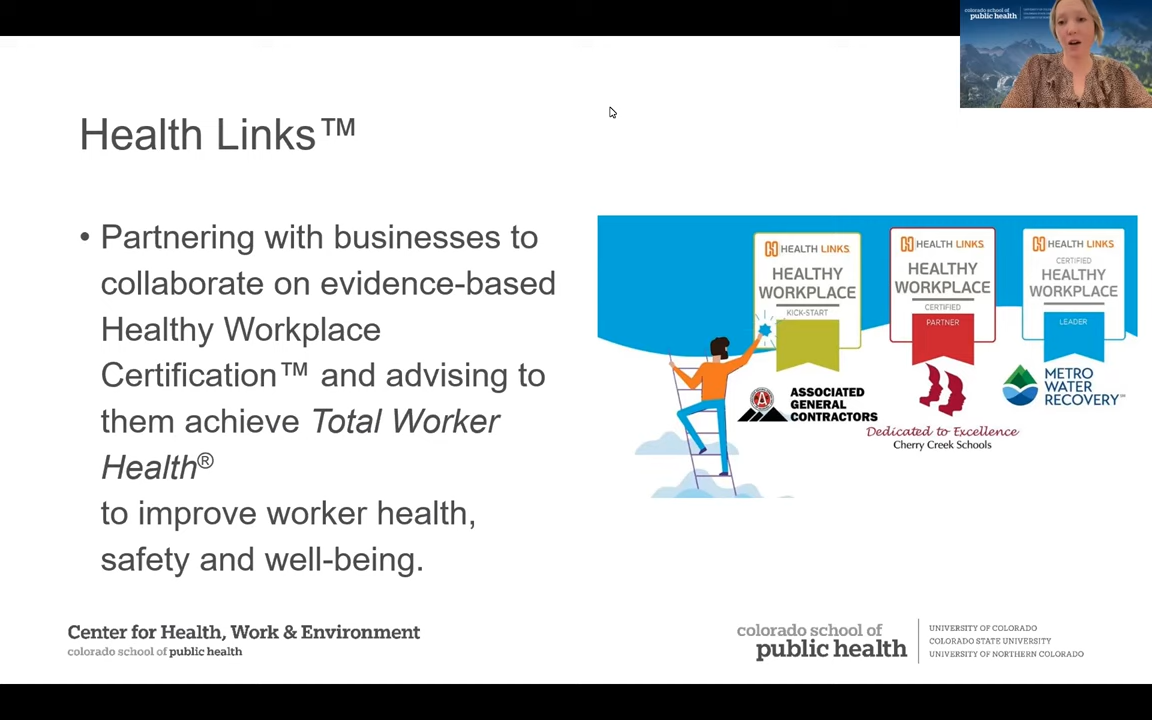 colorado school of
public health
Health Links™
• Partnering with businesses to
collaborate on evidence-based
Healthy Workplace
Certification™ and advising to
them achieve Total Worker
Health®
to improve worker health,
safety and well-being.
HEALTH LINKS
HEALTHY
WORKPLACE
KICK-START
HEALTH LINKS
HEALTHY
WORKPLACE
CERTIFIED
PARTNER
HEALTH LINKS
CERTIFIED
HEALTHY
WORKPLACE
LEADER
ASSOCIATED
GENERAL
CONTRACTORS
Dedicated to Excellence
Cherry Creek Schools
METRO
WATER
RECOVERY™
Center for Health, Work & Environment
colorado school of public health
colorado school of
public health
UNIVERSITY OF COLORADO
COLORADO STATE UNIVERSITY
UNIVERSITY OF NORTHERN COLORADO